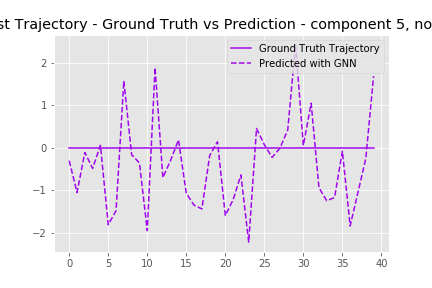 st Trajectory - Ground Truth vs Prediction - component 5, no
Ground Truth Trajectory
Predicted with GNN
2
1
0
−1
−2
0 5 10 15 20 25 30 35 40